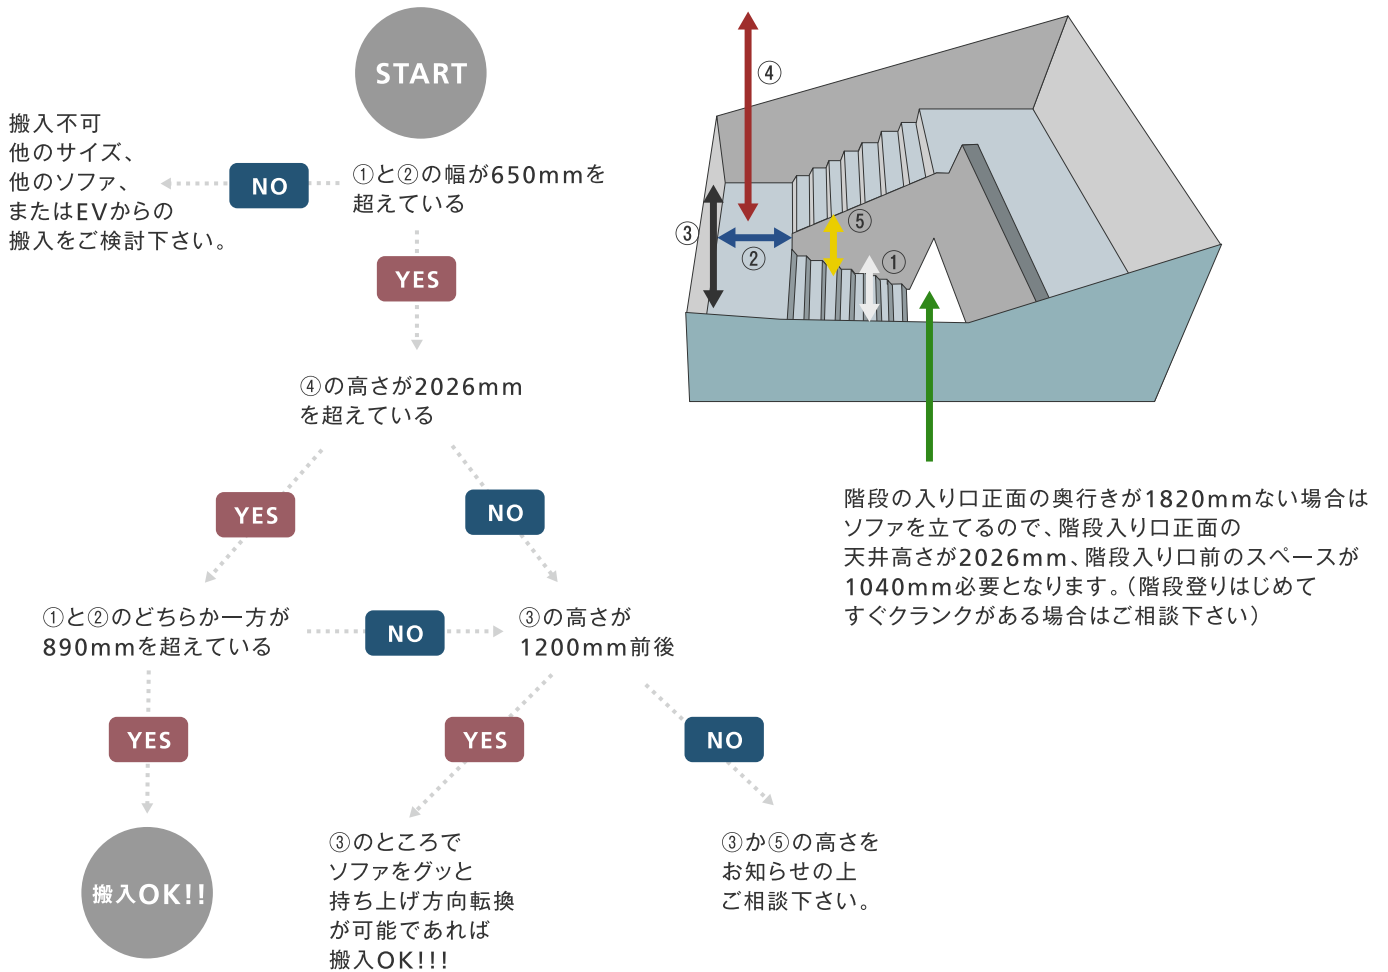 START
①と②の幅が650mmを
超えている
NO
搬入不可
他のサイズ、
他のソファ、
またはEVからの
搬入をご検討下さい。
YES
④の高さが2026mm
を超えている
YES
NO
①と②のどちらか一方が
890mmを超えている
NO
③の高さが
1200mm前後
YES
YES
NO
搬入OK!!
③のところで
ソファをグッと
持ち上げ方向転換
が可能であれば
搬入OK!!!
③か⑤の高さを
お知らせの上
ご相談下さい。
④
③
②
⑤
①
階段の入り口正面の奥行きが1820mmない場合は
ソファを立てるので、階段入り口正面の
天井高さが2026mm、階段入り口前のスペースが
1040mm必要となります。（階段登りはじめて
すぐクランクがある場合はご相談下さい）